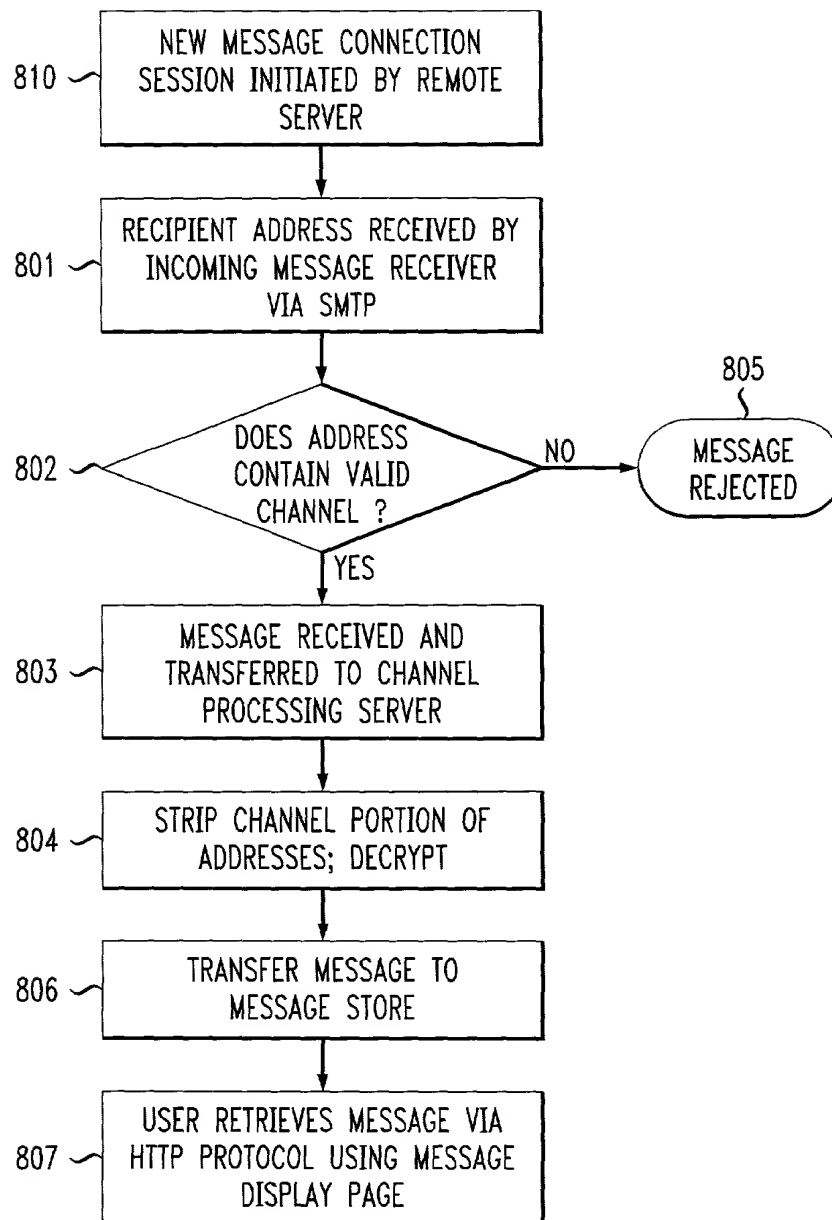 810
NEW MESSAGE CONNECTION
SESSION INITIATED BY REMOTE
SERVER
801
RECIPIENT ADDRESS RECEIVED BY
INCOMING MESSAGE RECEIVER
VIA SMTP
802
DOES ADDRESS
CONTAIN VALID
CHANNEL ?
NO
805
MESSAGE
REJECTED
YES
803
MESSAGE RECEIVED AND
TRANSFERRED TO CHANNEL
PROCESSING SERVER
804
STRIP CHANNEL PORTION OF
ADDRESSES; DECRYPT
806
TRANSFER MESSAGE TO
MESSAGE STORE
807
USER RETRIEVES MESSAGE VIA
HTTP PROTOCOL USING MESSAGE
DISPLAY PAGE